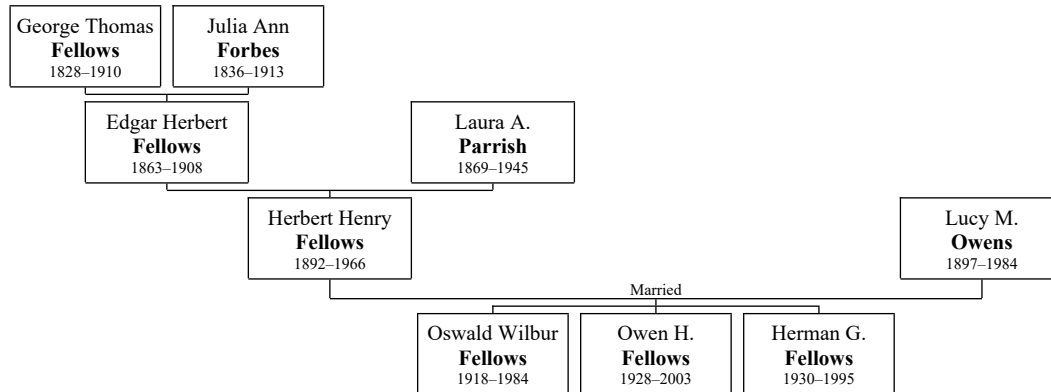 George Thomas
Fellows
1828–1910
Julia Ann
Forbes
1836–1913
Edgar Herbert
Fellows
1863–1908
Laura A.
Parrish
1869–1945
Herbert Henry
Fellows
1892–1966
Lucy M.
Owens
1897–1984
Married
Oswald Wilbur
Fellows
1918–1984
Owen H.
Fellows
1928–2003
Herman G.
Fellows
1930–1995